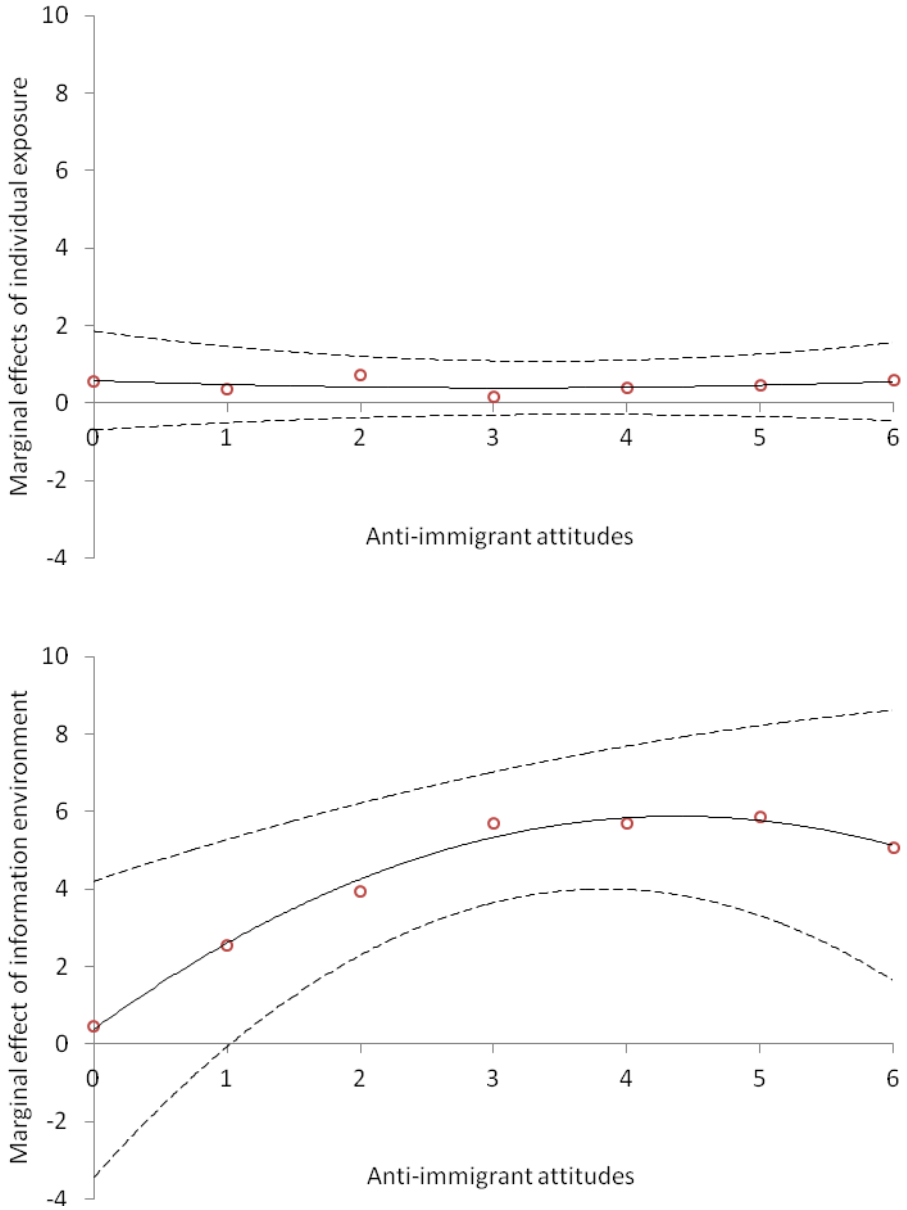 Marginal effects of individual exposure
10
8
6
4
2
0
-2
-4
0 1 2 3 4 5 6
Anti-immigrant attitudes
Marginal effect of information environment
10
8
6
4
2
0
-2
-4
0 1 2 3 4 5 6
Anti-immigrant attitudes